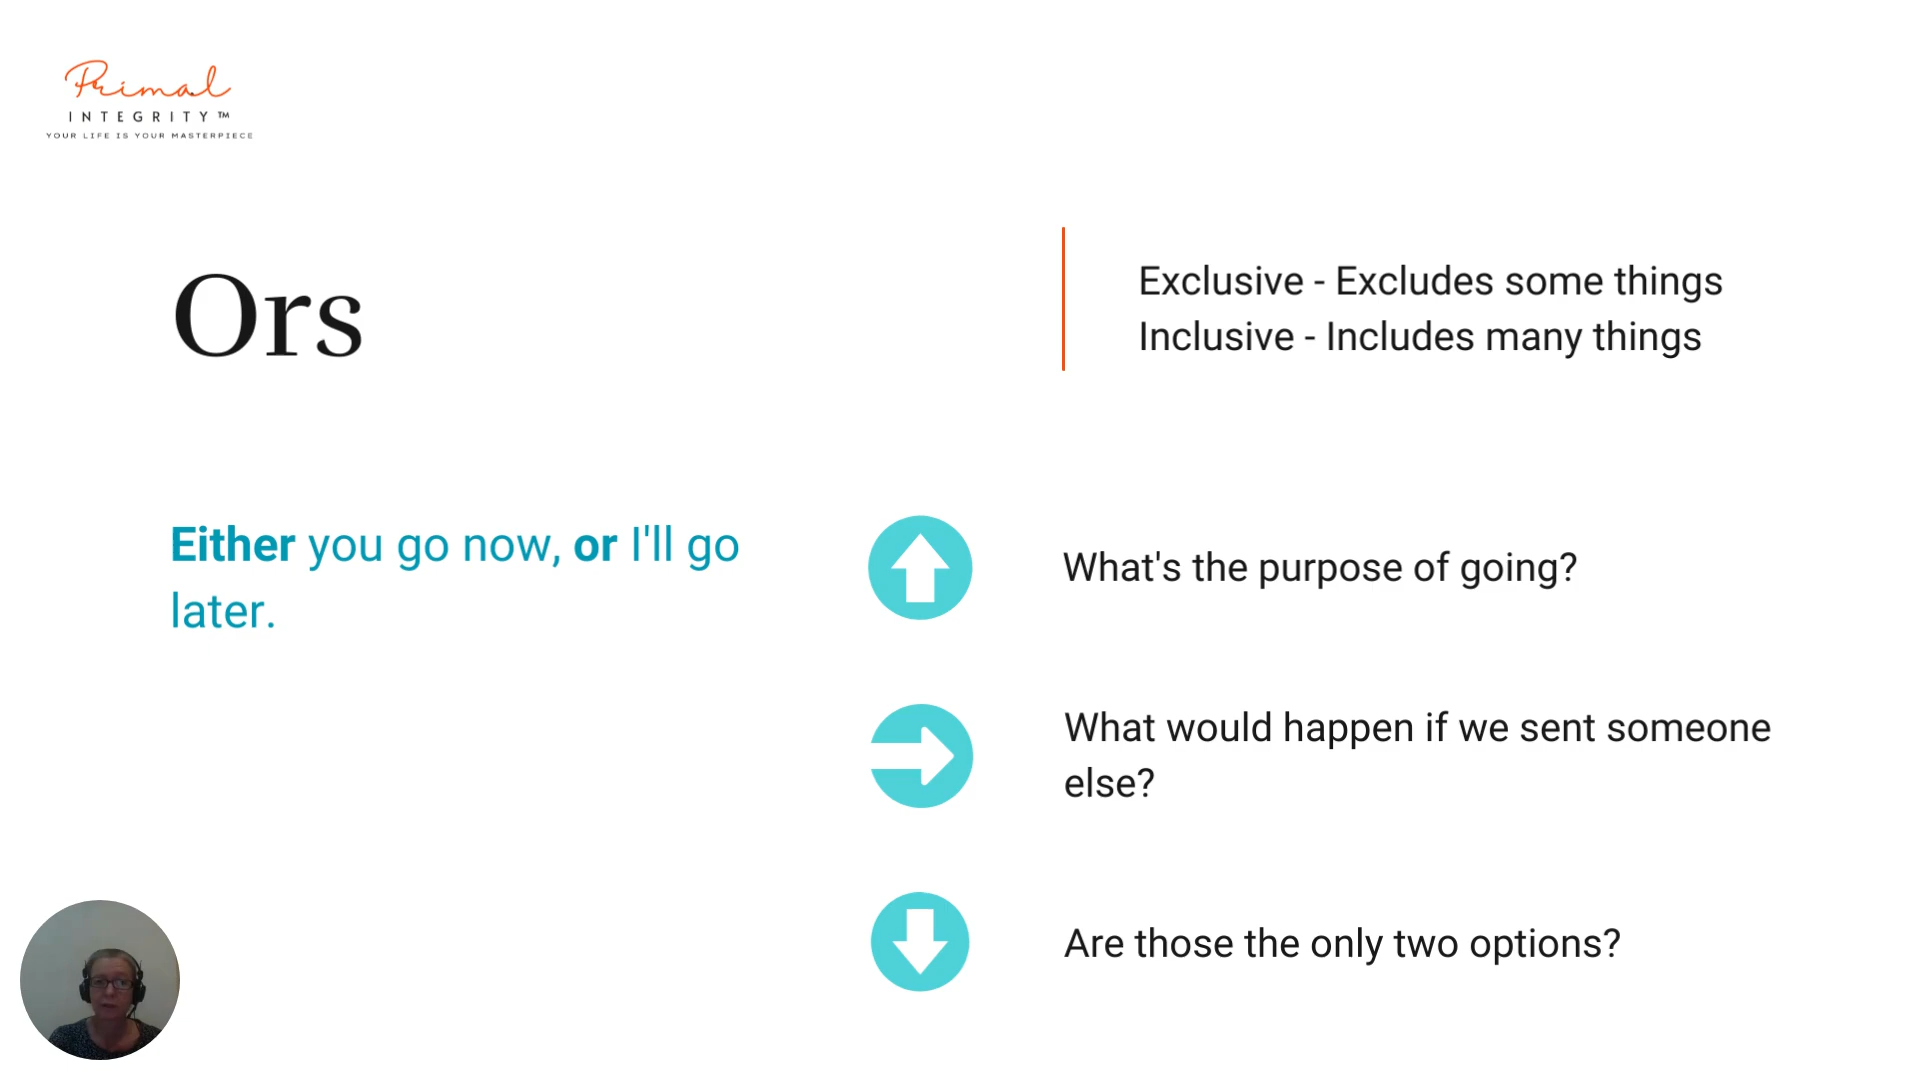 Primal
INTEGRITY™
YOUR LIFE IS YOUR MASTERPIECE
Ors
Exclusive - Excludes some things
Inclusive - Includes many things
Either you go now, or I'll go
later.
What's the purpose of going?
What would happen if we sent someone
else?
Are those the only two options?